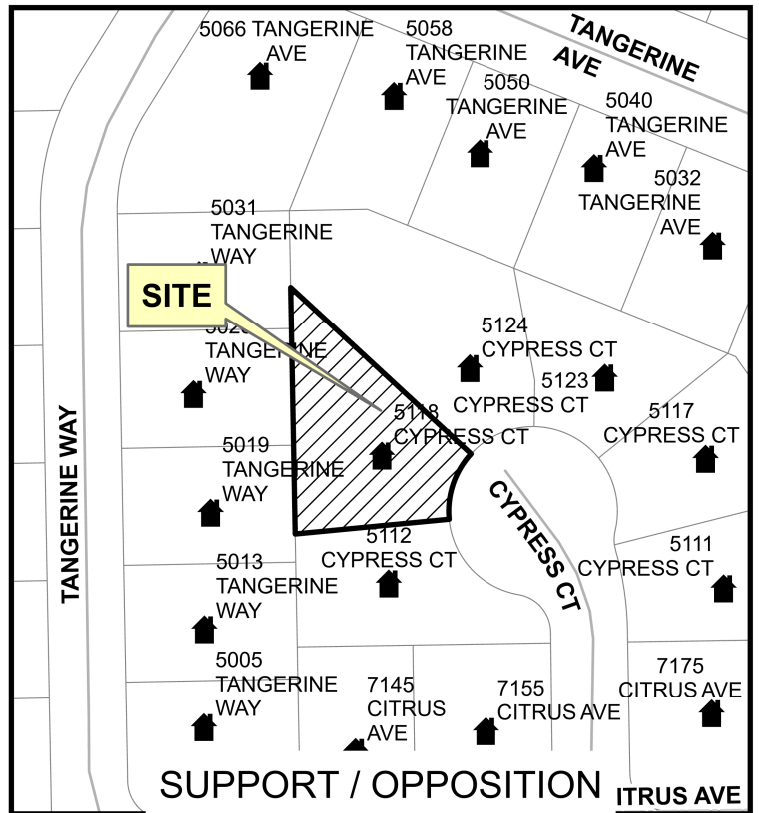 5066 TANGERINE
AVE
5058
TANGERINE
AVE
TANGERINE
AVE
5050
TANGERINE
AVE
5040
TANGERINE
AVE
5032
TANGERINE
AVE
5031
TANGERINE
WAY
SITE
TANGERINE
WAY
5124
CYPRESS CT
5123
CYPRESS CT
5118
CYPRESS CT
5117
CYPRESS CT
5019
TANGERINE
WAY
TANGERINE WAY
CYPRESS CT
5112
CYPRESS CT
5111
CYPRESS CT
5013
TANGERINE
WAY
5005
TANGERINE
WAY
7145
CITRUS
AVE
7155
CITRUS AVE
7175
CITRUS AVE
SUPPORT / OPPOSITION
ITRUS AVE